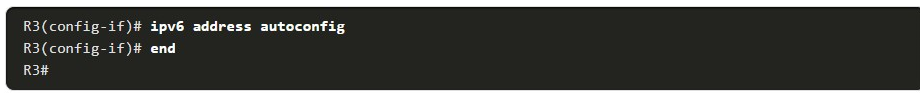 R3(config-if)# ipv6 address autoconfig
R3(config-if)# end
R3#